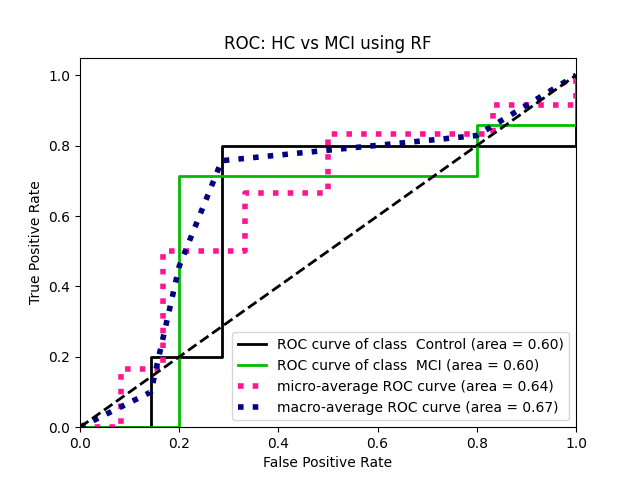 ROC: HC vs MCI using RF
True Positive Rate
1.0
0.8
0.6
0.4
0.2
0.0
ROC curve of class  Control (area = 0.60)
ROC curve of class  MCI (area = 0.60)
micro-average ROC curve (area = 0.64)
macro-average ROC curve (area = 0.67)
0.0 0.2 0.4 0.6 0.8 1.0
False Positive Rate